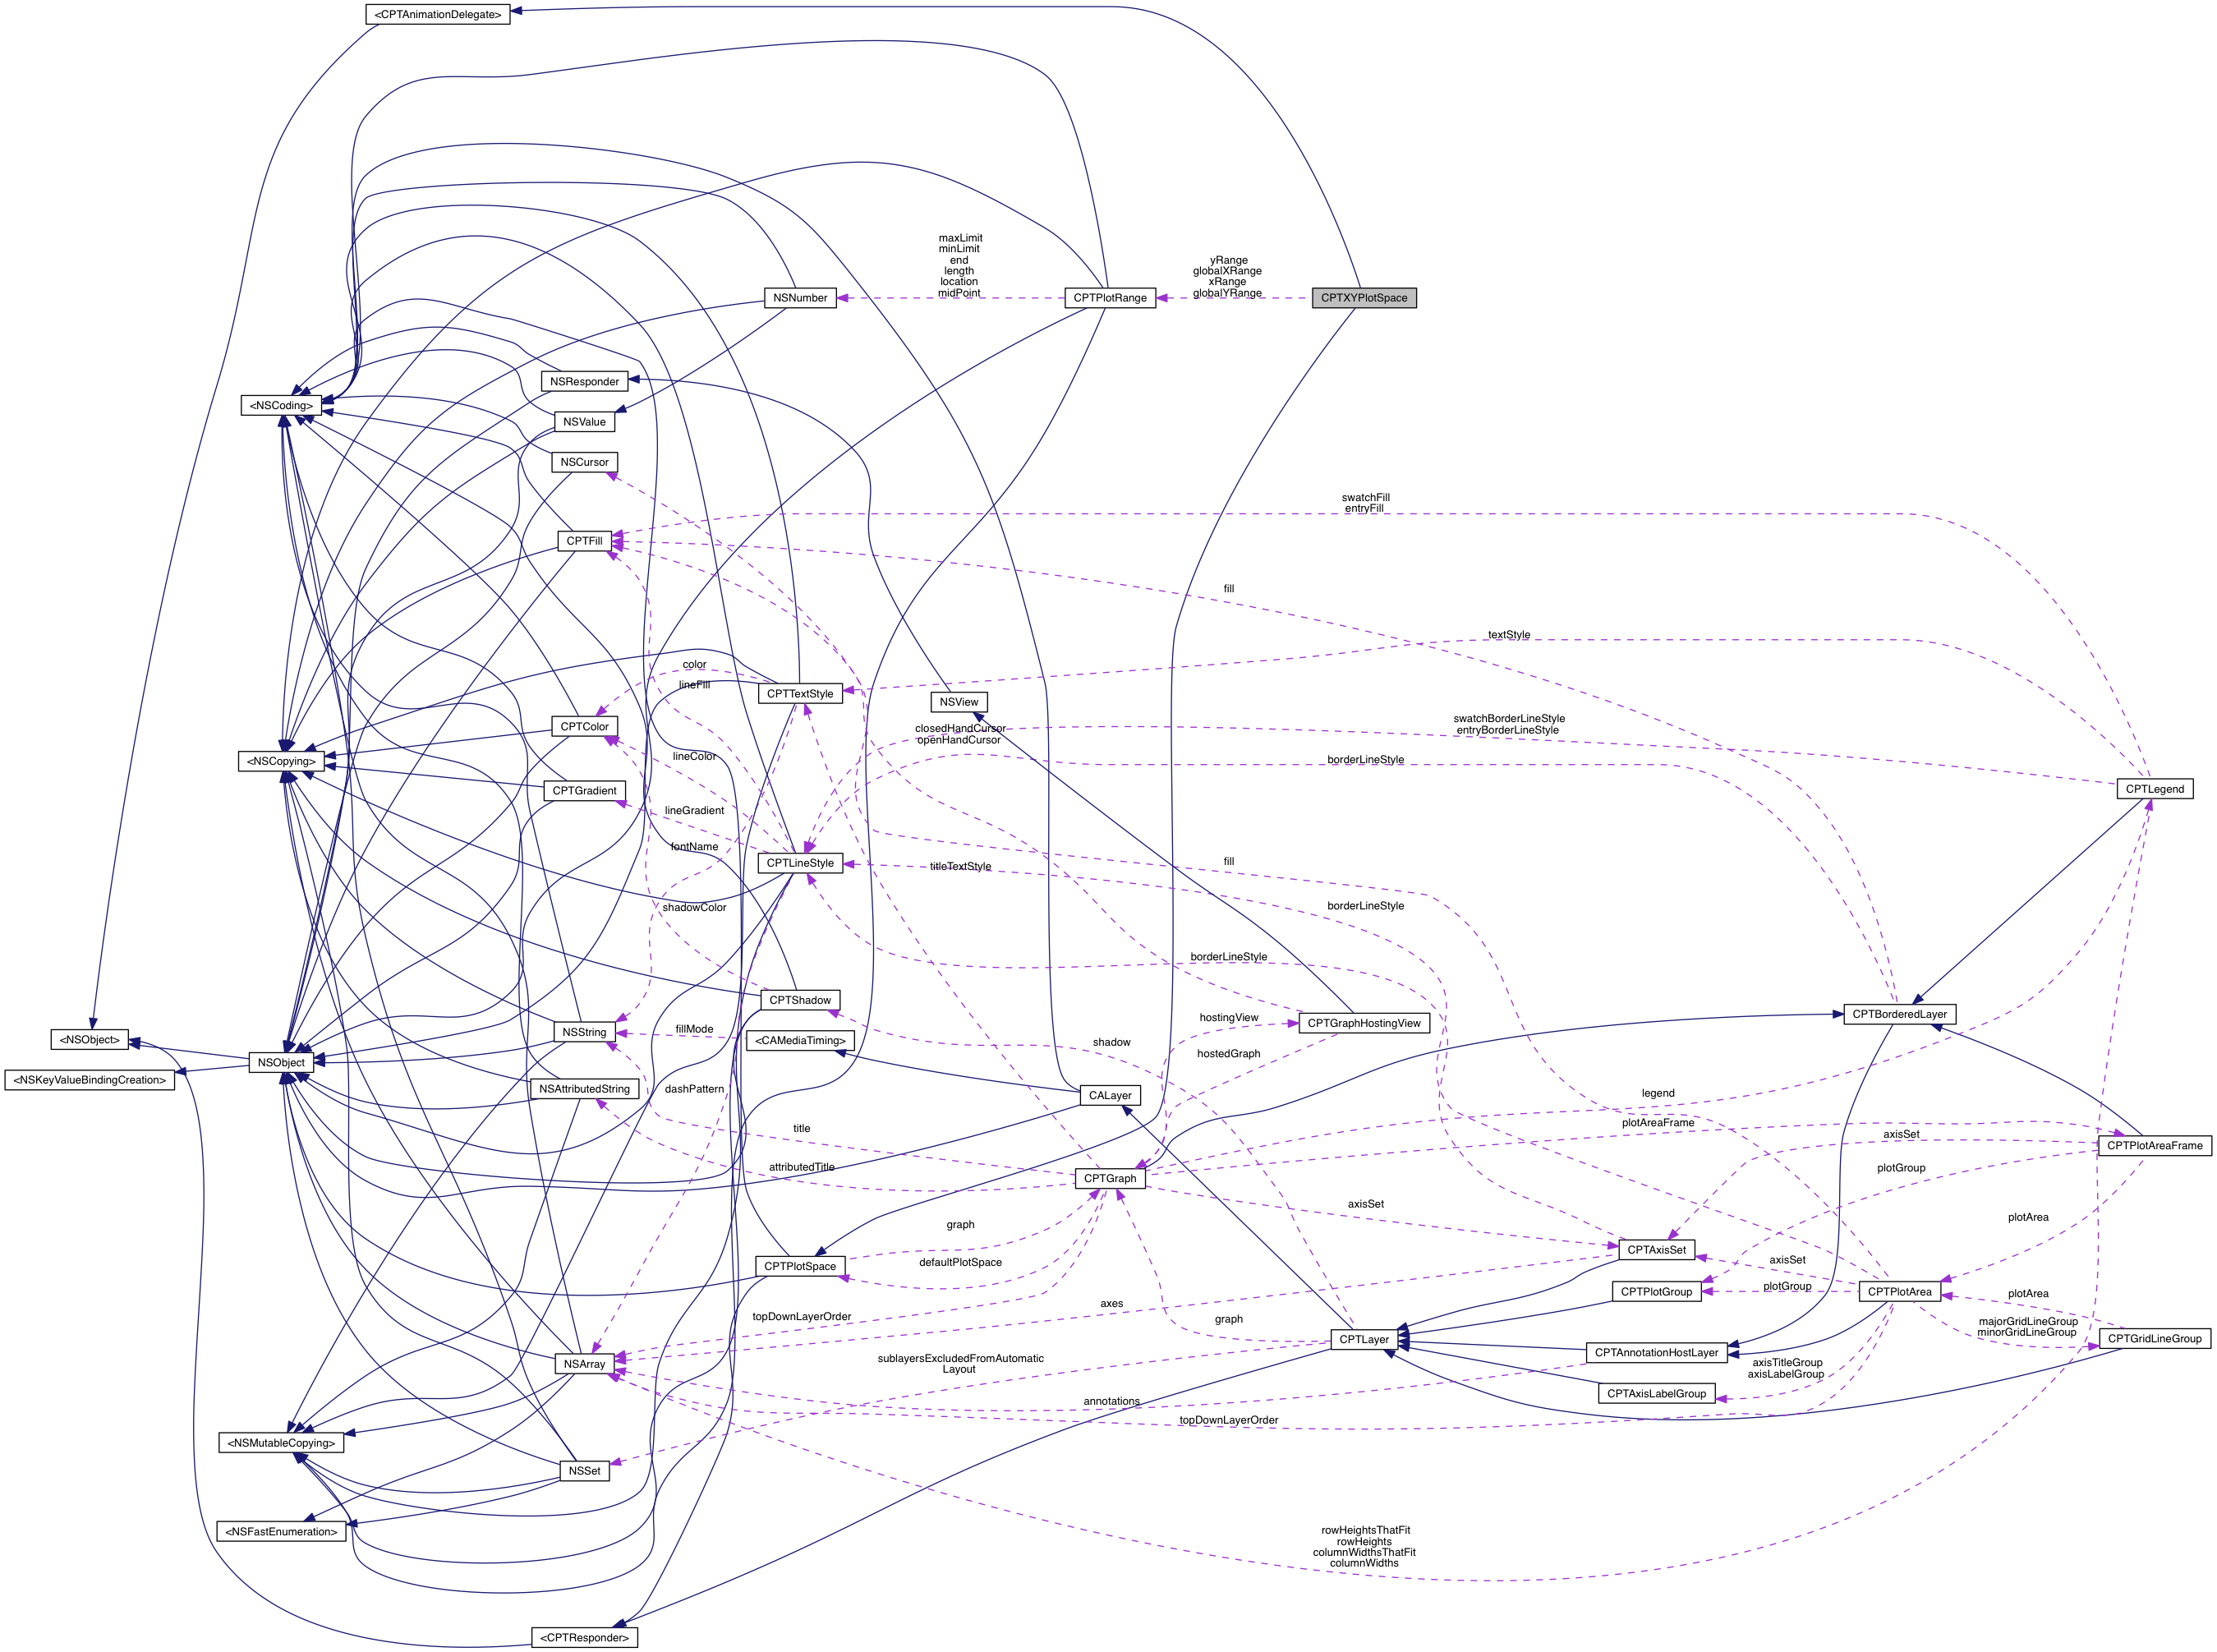 <CPTAnimationDelegate>
maxLimit
minLimit
end
length
location
midPoint
yRange
globalXRange
xRange
globalYRange
NSNumber
CPTPlotRange
CPTXYPlotSpace
NSResponder
<NSCoding>
NSValue
NSCursor
swatchFill
entryFill
CPTFill
fill
textStyle
color
lineFill
CPTTextStyle
NSView
CPTColor
closedHandCursor
openHandCursor
swatchBorderLineStyle
entryBorderLineStyle
<NSCopying>
lineColor
borderLineStyle
CPTGradient
CPTLegend
lineGradient
fontName
CPTLineStyle
titleTextStyle
fill
shadowColor
borderLineStyle
borderLineStyle
CPTShadow
hostingView
CPTGraphHostingView
CPTBorderedLayer
<NSObject>
NSString
fillMode
<CAMediaTiming>
shadow
hostedGraph
NSObject
<NSKeyValueBindingCreation>
NSAttributedString
dashPattern
CALayer
legend
title
plotAreaFrame
axisSet
CPTPlotAreaFrame
attributedTitle
CPTGraph
plotGroup
axisSet
graph
plotArea
CPTAxisSet
defaultPlotSpace
CPTPlotSpace
axisSet
plotGroup
CPTPlotGroup
CPTPlotArea
plotArea
axes
topDownLayerOrder
graph
majorGridLineGroup
minorGridLineGroup
CPTLayer
CPTGridLineGroup
NSArray
sublayersExcludedFromAutomatic
Layout
CPTAnnotationHostLayer
axisTitleGroup
axisLabelGroup
CPTAxisLabelGroup
annotations
topDownLayerOrder
<NSMutableCopying>
NSSet
<NSFastEnumeration>
rowHeightsThatFit
rowHeights
columnWidthsThatFit
columnWidths
<CPTResponder>